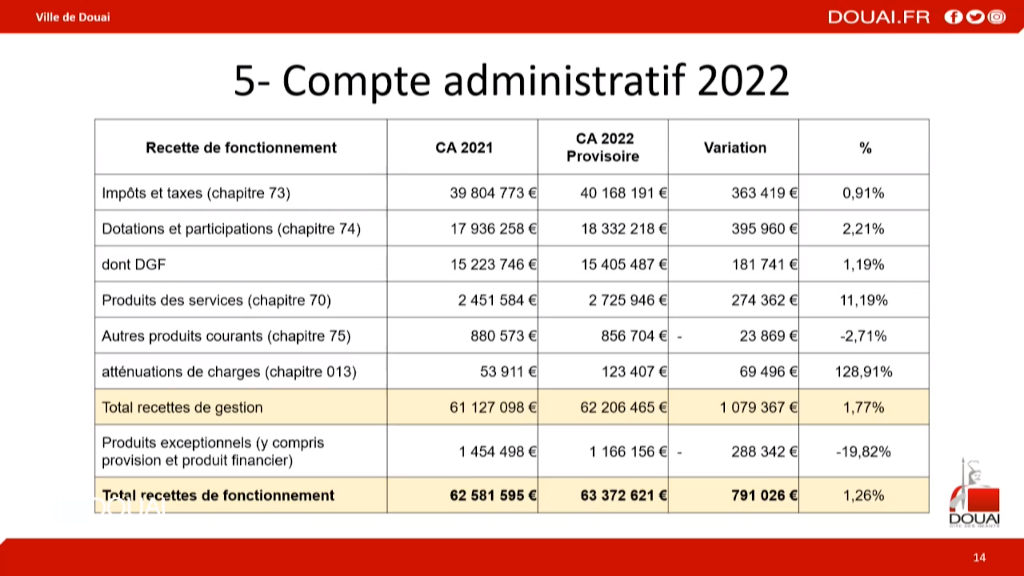 Ville de Douai
DOUAI.FR
5- Compte administratif 2022
Recette de fonctionnement CA 2021 CA 2022 Provisoire Variation %
Impôts et taxes (chapitre 73) 39 804 773 € 40 168 191 € 363 419 € 0,91%
Dotations et participations (chapitre 74) 17 936 258 € 18 332 218 € 395 960 € 2,21%
dont DGF 15 223 746 € 15 405 487 € 181 741 € 1,19%
Produits des services (chapitre 70) 2 451 584 € 2 725 946 € 274 362 € 11,19%
Autres produits courants (chapitre 75) 880 573 € 856 704 € - 23 869 € -2,71%
atténuations de charges (chapitre 013) 53 911 € 123 407 € 69 496 € 128,91%
Total recettes de gestion 61 127 098 € 62 206 465 € 1 079 367 € 1,77%
Produits exceptionnels (y compris
provision et produit financier) 1 454 498 € 1 166 156 € - 288 342 € -19,82%
Total recettes de fonctionnement 62 581 595 € 63 372 621 € 791 026 € 1,26%
DOUAI
DOUAI
14